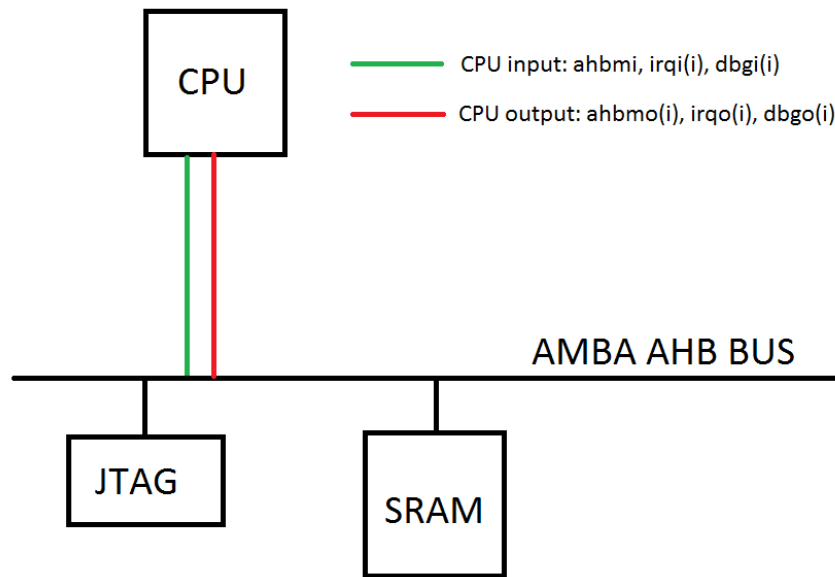 CPU
CPU input: ahbmi, irqi(i), dbgi(i)
CPU output: ahbmo(i), irqo(i), dbgo(i)
AMBA AHB BUS
JTAG
SRAM